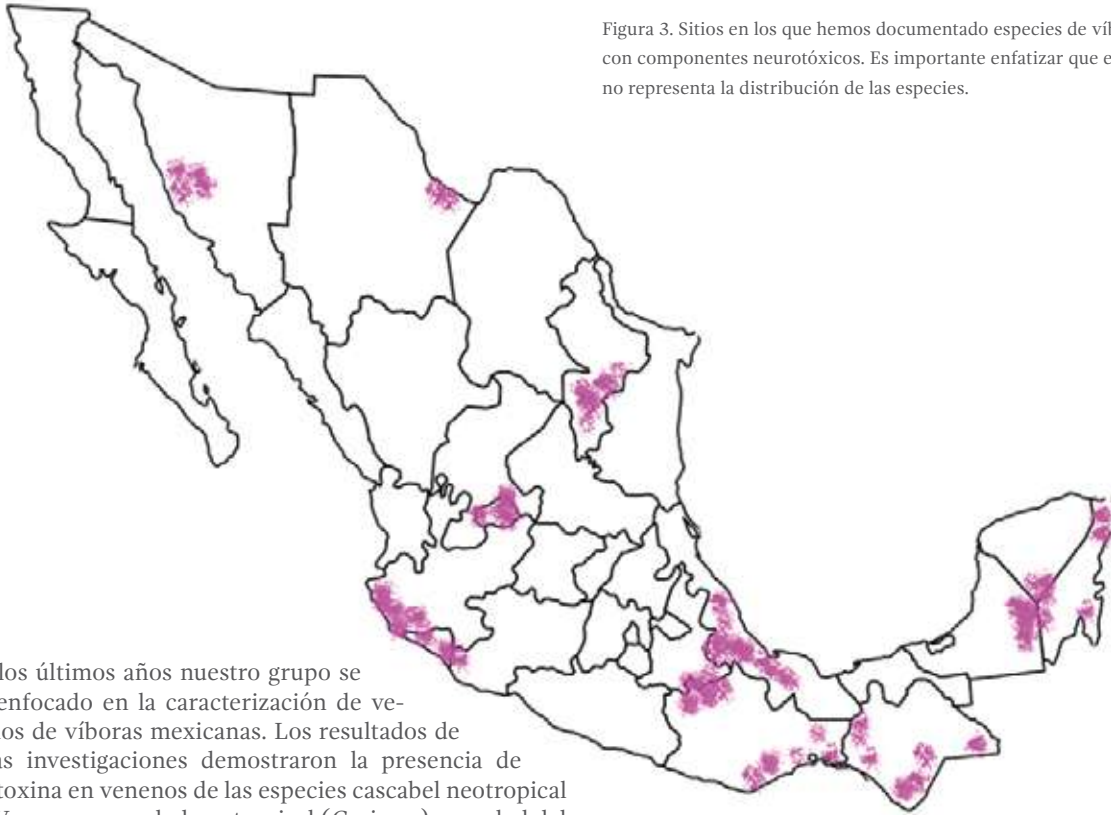 Figura 3. Sitios en los que hemos documentado especies de
con componentes neurotóxicos. Es importante enfatizar que
no representa la distribución de las especies.
los últimos años nuestro grupo se
enfocado en la caracterización de ve-
os de víboras mexicanas. Los resultados de
as investigaciones demostraron la presencia de
toxina en venenos de las especies cascabel neotropical